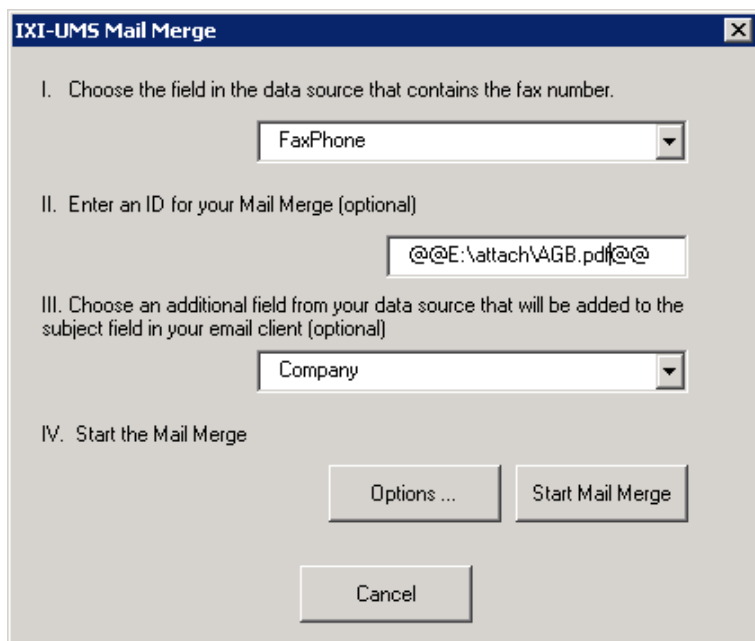 IXI-UMS Mail Merge
I. Choose the field in the data source that contains the fax number.
FaxPhone
II. Enter an ID for your Mail Merge (optional)
@@E:\attach\AGB.pdf@@
III. Choose an additional field from your data source that will be added to the
subject field in your email client (optional)
Company
IV. Start the Mail Merge
Options ...
Start Mail Merge
Cancel